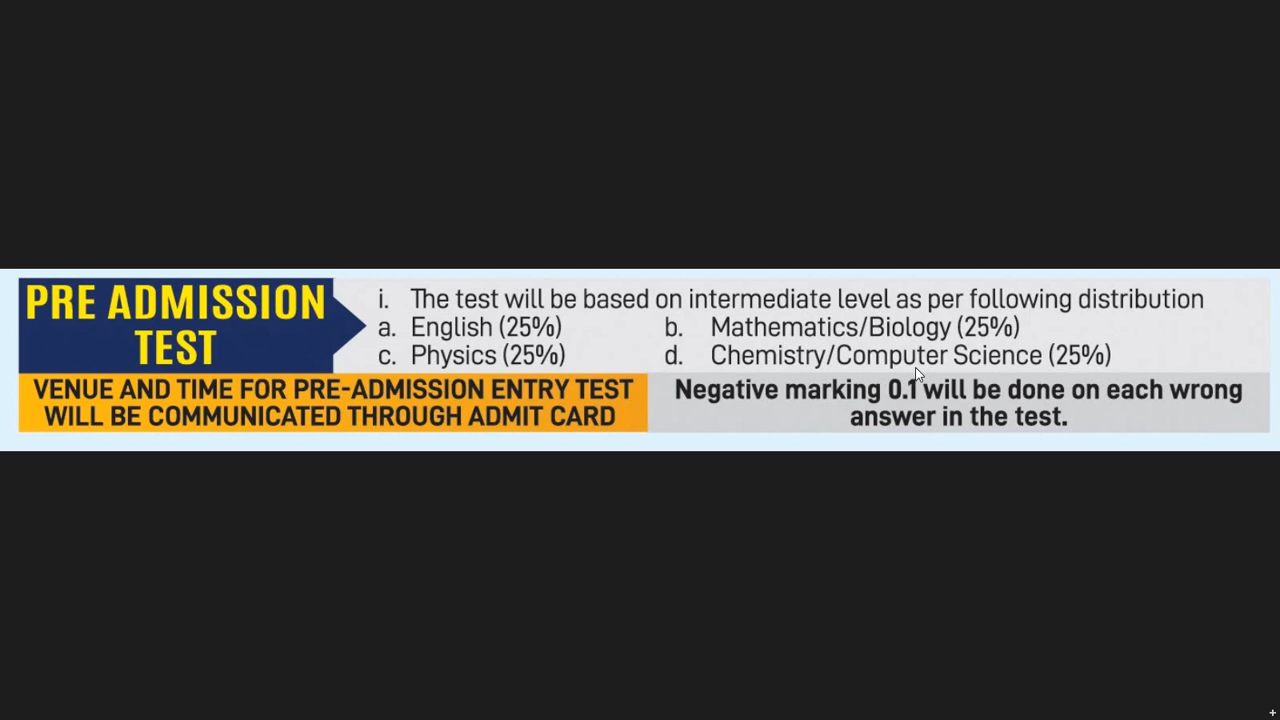 PRE ADMISSION
TEST
i. The test will be based on intermediate level as per following distribution
a. English (25%) b. Mathematics/Biology (25%)
c. Physics (25%) d. Chemistry/Computer Science (25%)
VENUE AND TIME FOR PRE-ADMISSION ENTRY TEST
WILL BE COMMUNICATED THROUGH ADMIT CARD
Negative marking 0.1 will be done on each wrong
answer in the test.